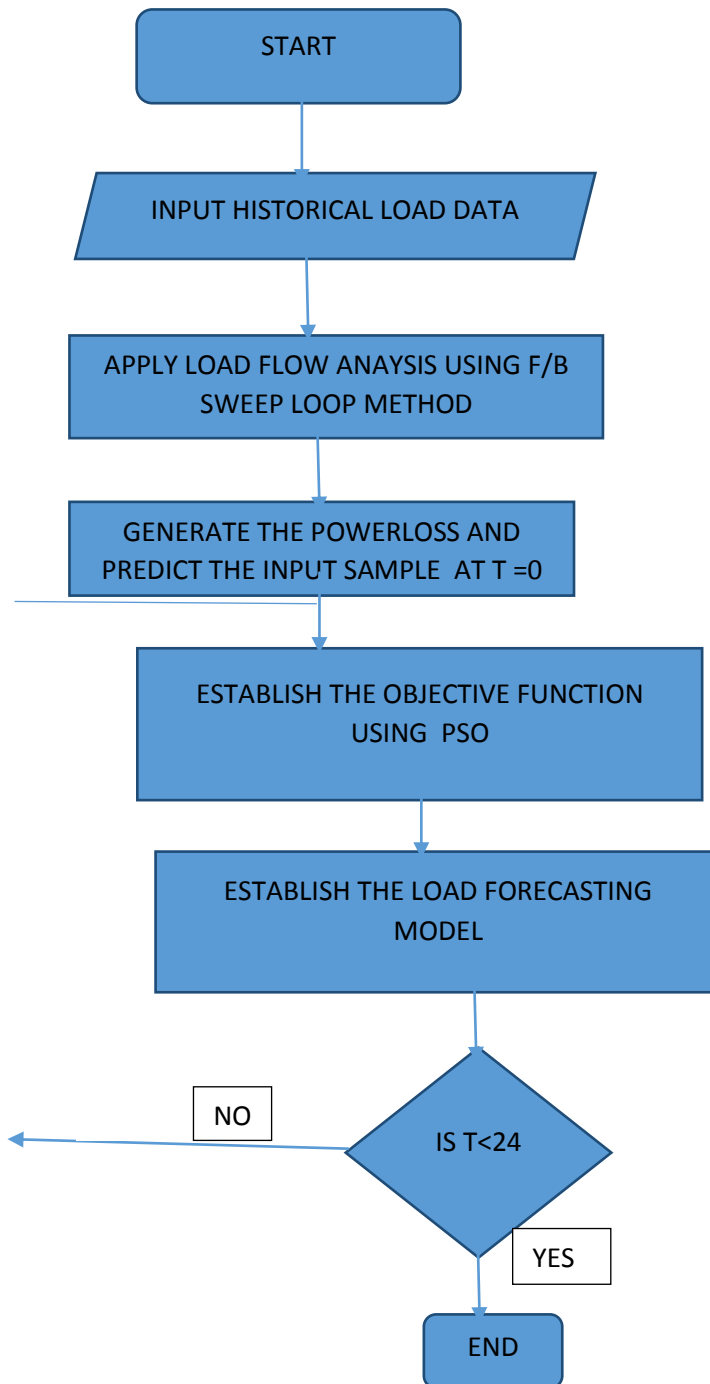 START
INPUT HISTORICAL LOAD DATA
APPLY LOAD FLOW ANAYSIS USING F/B
SWEEP LOOP METHOD
GENERATE THE POWERLOSS AND
PREDICT THE INPUT SAMPLE AT T =0
ESTABLISH THE OBJECTIVE FUNCTION
USING PSO
ESTABLISH THE LOAD FORECASTING
MODEL
NO
IS T<24
YES
END